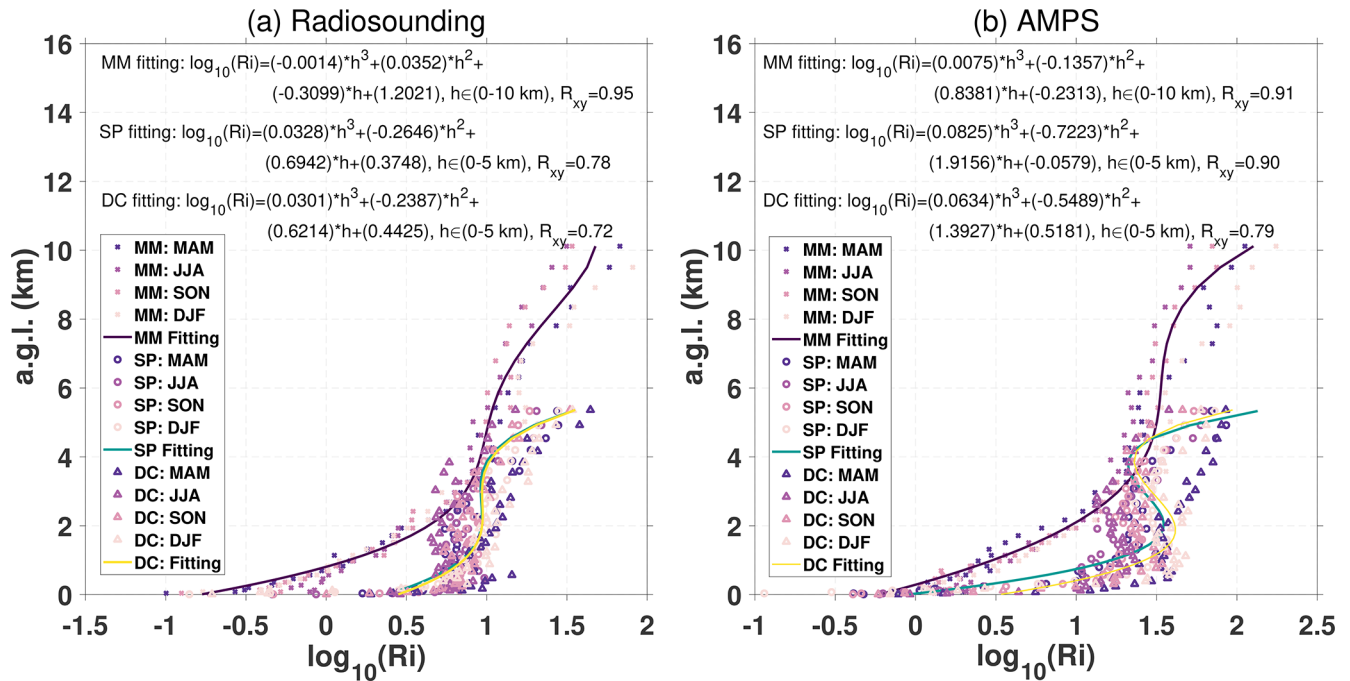 (a) Radiosounding
MM fitting: log10(Ri)=(-0.0014)*h3+(0.0352)*h2+
(-0.3099)*h+(1.2021), h∈(0-10 km), Rxy=0.95
SP fitting: log10(Ri)=(0.0328)*h3+(-0.2646)*h2+
(0.6942)*h+(0.3748), h∈(0-5 km), Rxy=0.78
DC fitting: log10(Ri)=(0.0301)*h3+(-0.2387)*h2+
(0.6214)*h+(0.4425), h∈(0-5 km), Rxy=0.72
MM: MAM
MM: JJA
MM: SON
MM: DJF
MM Fitting
SP: MAM
SP: JJA
SP: SON
SP: DJF
SP Fitting
DC: MAM
DC: JJA
DC: SON
DC: DJF
DC: Fitting
16
14
12
10
8
6
4
2
0
a.g.l. (km)
-1.5
-1
-0.5
0
0.5
1
1.5
2
log10(Ri)
(b) AMPS
MM fitting: log10(Ri)=(0.0075)*h3+(-0.1357)*h2+
(0.8381)*h+(-0.2313), h∈(0-10 km), Rxy=0.91
SP fitting: log10(Ri)=(0.0825)*h3+(-0.7223)*h2+
(1.9156)*h+(-0.0579), h∈(0-5 km), Rxy=0.90
DC fitting: log10(Ri)=(0.0634)*h3+(-0.5489)*h2+
(1.3927)*h+(0.5181), h∈(0-5 km), Rxy=0.79
MM: MAM
MM: JJA
MM: SON
MM: DJF
MM Fitting
SP: MAM
SP: JJA
SP: SON
SP: DJF
SP Fitting
DC: MAM
DC: JJA
DC: SON
DC: DJF
DC Fitting
16
14
12
10
8
6
4
2
0
a.g.l. (km)
-1
-0.5
0
0.5
1
1.5
2
2.5
log10(Ri)